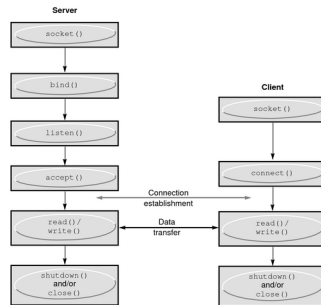 Server
socket()
bind()
listen()
accept()
read()/
write()
shutdown()
and/or
close()
Client
socket()
connect()
read()/
write()
shutdown()
and/or
close()
Connection
establishment
Data
transfer